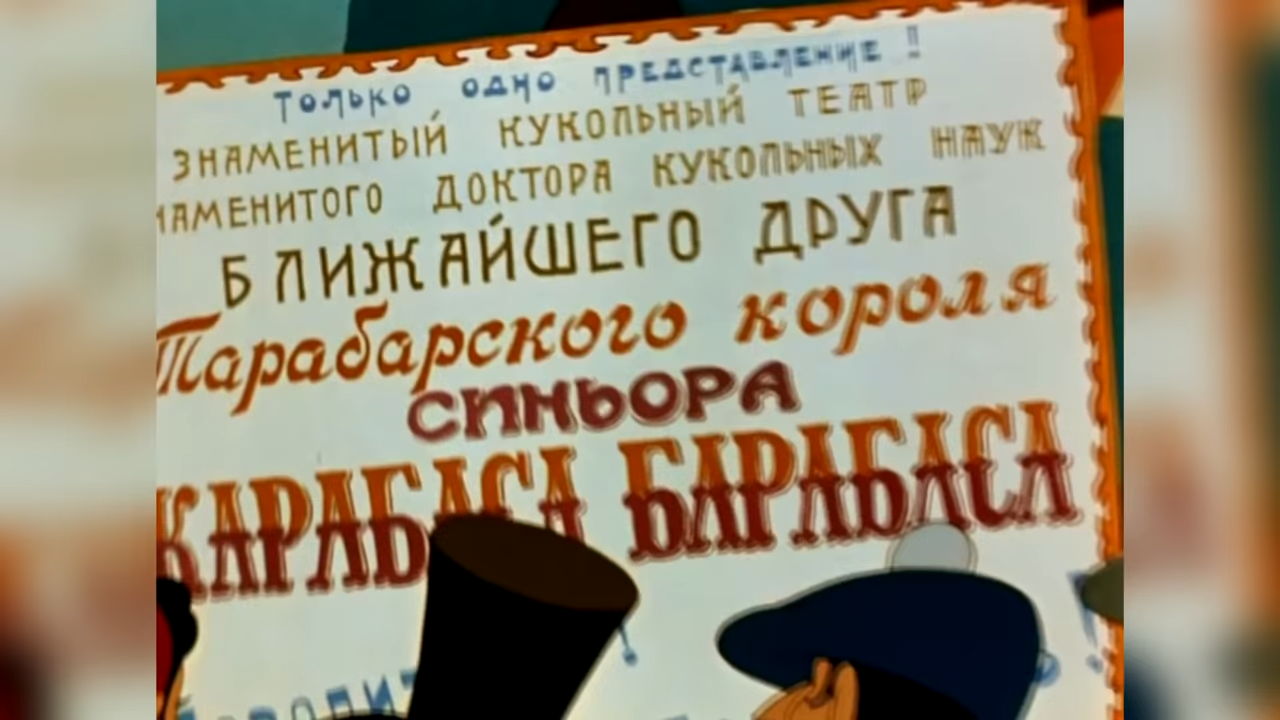 ТОЛЬКО ОДНО ПРЕДСТАВЛЕНИЕ!
ЗНАМЕНИТЫЙ КУКОЛЬНЫЙ ТЕАТР
НАМЕНИТОГО ДОКТОРА КУКОЛЬНЫХ НАУК
БЛИЖАЙШЕГО ДРУГА
Тарабарского короля
СИНЬОРА
КАРАБАСА БАРАБАСА